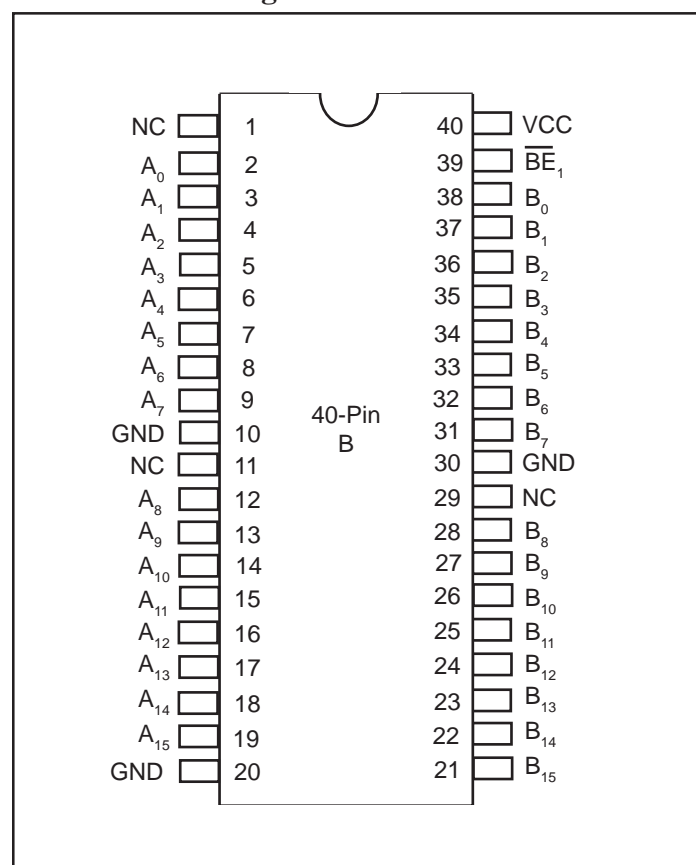 g
NC 1 40 VCC
A₀ 2 39 B̅E̅₁
A₁ 3 38 B₀
A₂ 4 37 B₁
A₃ 5 36 B₂
A₄ 6 35 B₃
A₅ 7 34 B₄
A₆ 8 33 B₅
A₇ 9 32 B₆
GND 10 31 B₇
NC 11 30 GND
A₈ 12 29 NC
A₉ 13 28 B₈
A₁₀ 14 27 B₉
A₁₁ 15 26 B₁₀
A₁₂ 16 25 B₁₁
A₁₃ 17 24 B₁₂
A₁₄ 18 23 B₁₃
A₁₅ 19 22 B₁₄
GND 20 21 B₁₅
40-Pin
B